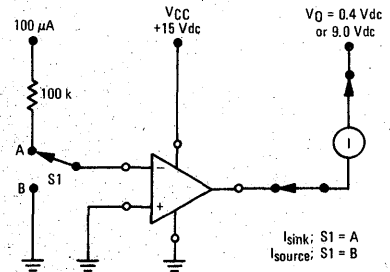 100 μA
VCC
+15 Vdc
VO = 0.4 Vdc
or 9.0 Vdc
100 k
A
S1
B
−
+
I
Isink; S1 = A
Isource; S1 = B